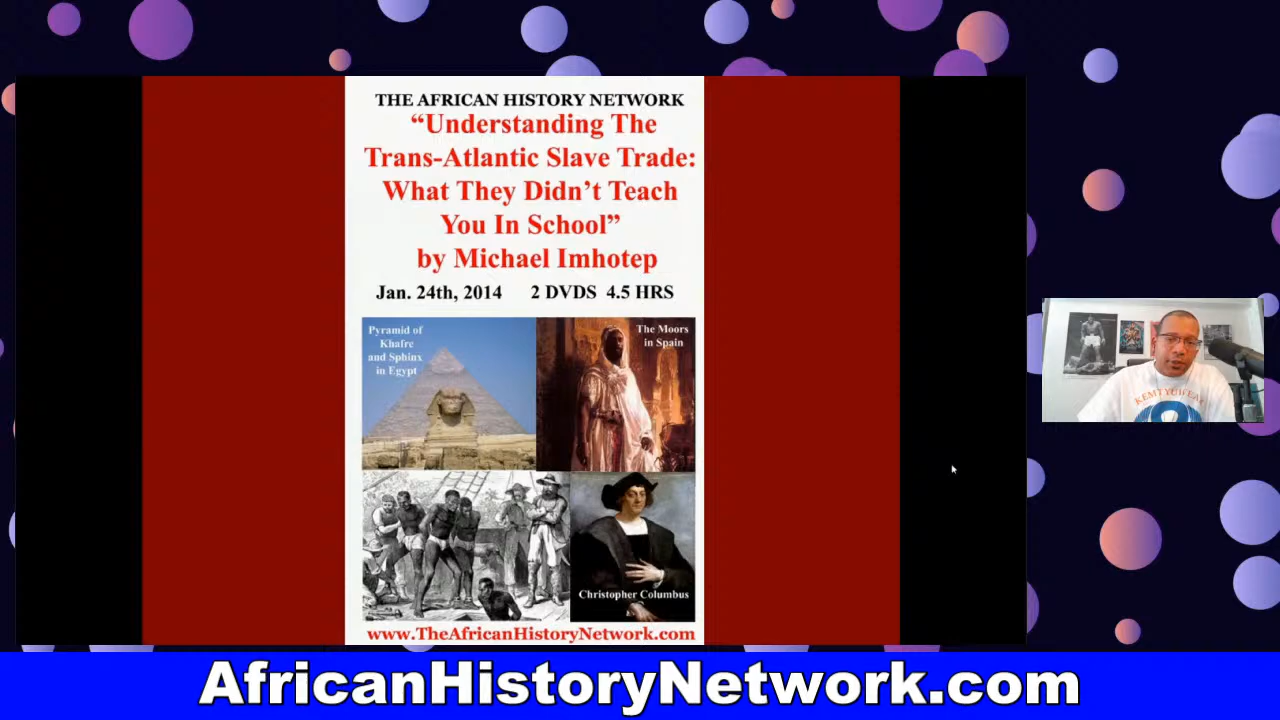 THE AFRICAN HISTORY NETWORK
“Understanding The
Trans-Atlantic Slave Trade:
What They Didn’t Teach
You In School”
by Michael Imhotep
Jan. 24th, 2014 2 DVDS 4.5 HRS
Pyramid of
Khafre
and Sphinx
in Egypt
The Moors
in Spain
Christopher Columbus
www.TheAfricanHistoryNetwork.com
KEMTYUWEAR
AfricanHistoryNetwork.com